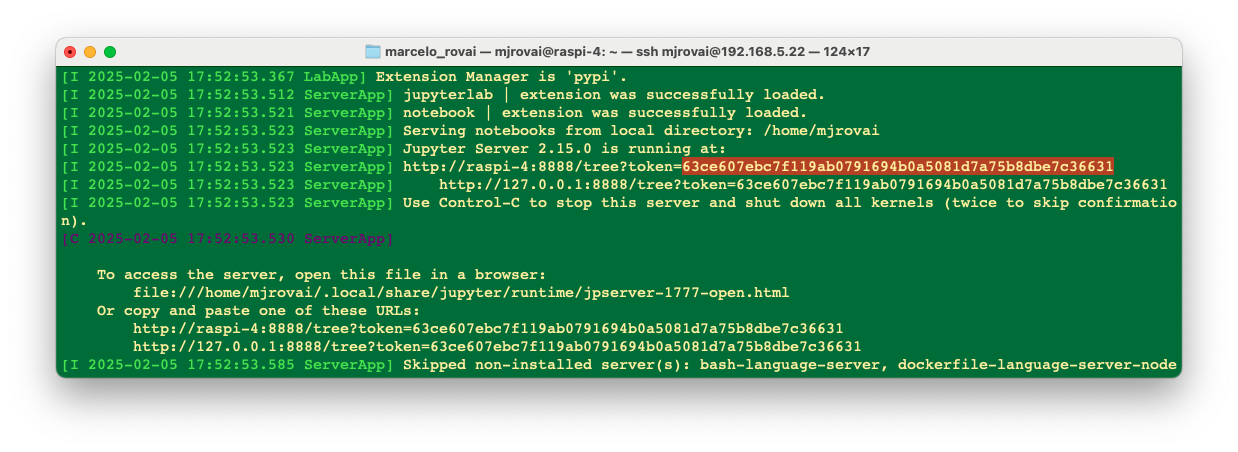 marcelo_rovai — mjrovai@raspi-4: ~ — ssh mjrovai@192.168.5.22 — 124×17
[I 2025-02-05 17:52:53.367 LabApp] Extension Manager is 'pypi'.
[I 2025-02-05 17:52:53.512 ServerApp] jupyterlab | extension was successfully loaded.
[I 2025-02-05 17:52:53.521 ServerApp] notebook | extension was successfully loaded.
[I 2025-02-05 17:52:53.523 ServerApp] Serving notebooks from local directory: /home/mjrovai
[I 2025-02-05 17:52:53.523 ServerApp] Jupyter Server 2.15.0 is running at:
[I 2025-02-05 17:52:53.523 ServerApp] http://raspi-4:8888/tree?token=63ce607ebc7f119ab0791694b0a5081d7a75b8dbe7c36631
[I 2025-02-05 17:52:53.523 ServerApp]     http://127.0.0.1:8888/tree?token=63ce607ebc7f119ab0791694b0a5081d7a75b8dbe7c36631
[I 2025-02-05 17:52:53.523 ServerApp] Use Control-C to stop this server and shut down all kernels (twice to skip confirmatio
n).
[C 2025-02-05 17:52:53.530 ServerApp]
To access the server, open this file in a browser:
file:///home/mjrovai/.local/share/jupyter/runtime/jpserver-1777-open.html
Or copy and paste one of these URLs:
http://raspi-4:8888/tree?token=63ce607ebc7f119ab0791694b0a5081d7a75b8dbe7c36631
http://127.0.0.1:8888/tree?token=63ce607ebc7f119ab0791694b0a5081d7a75b8dbe7c36631
[I 2025-02-05 17:52:53.585 ServerApp] Skipped non-installed server(s): bash-language-server, dockerfile-language-server-node